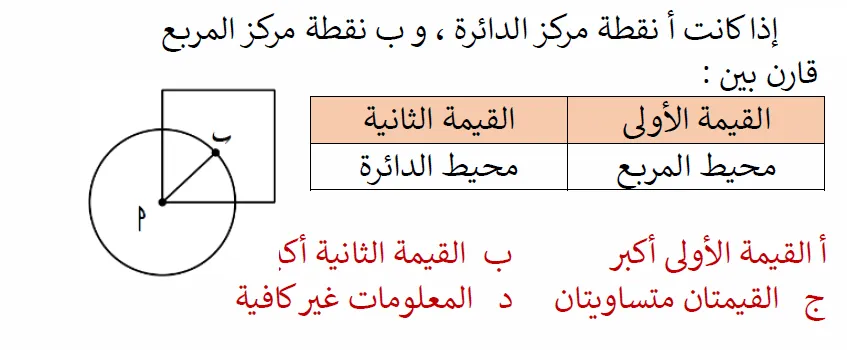 إذا كانت أ نقطة مركز الدائرة ، و ب نقطة مركز المربع
قارن بين :
القيمة الأولى القيمة الثانية
محيط المربع محيط الدائرة
ب
أ
أ القيمة الأولى أكبر ب القيمة الثانية أكبر
ج القيمتان متساويتان د المعلومات غير كافية